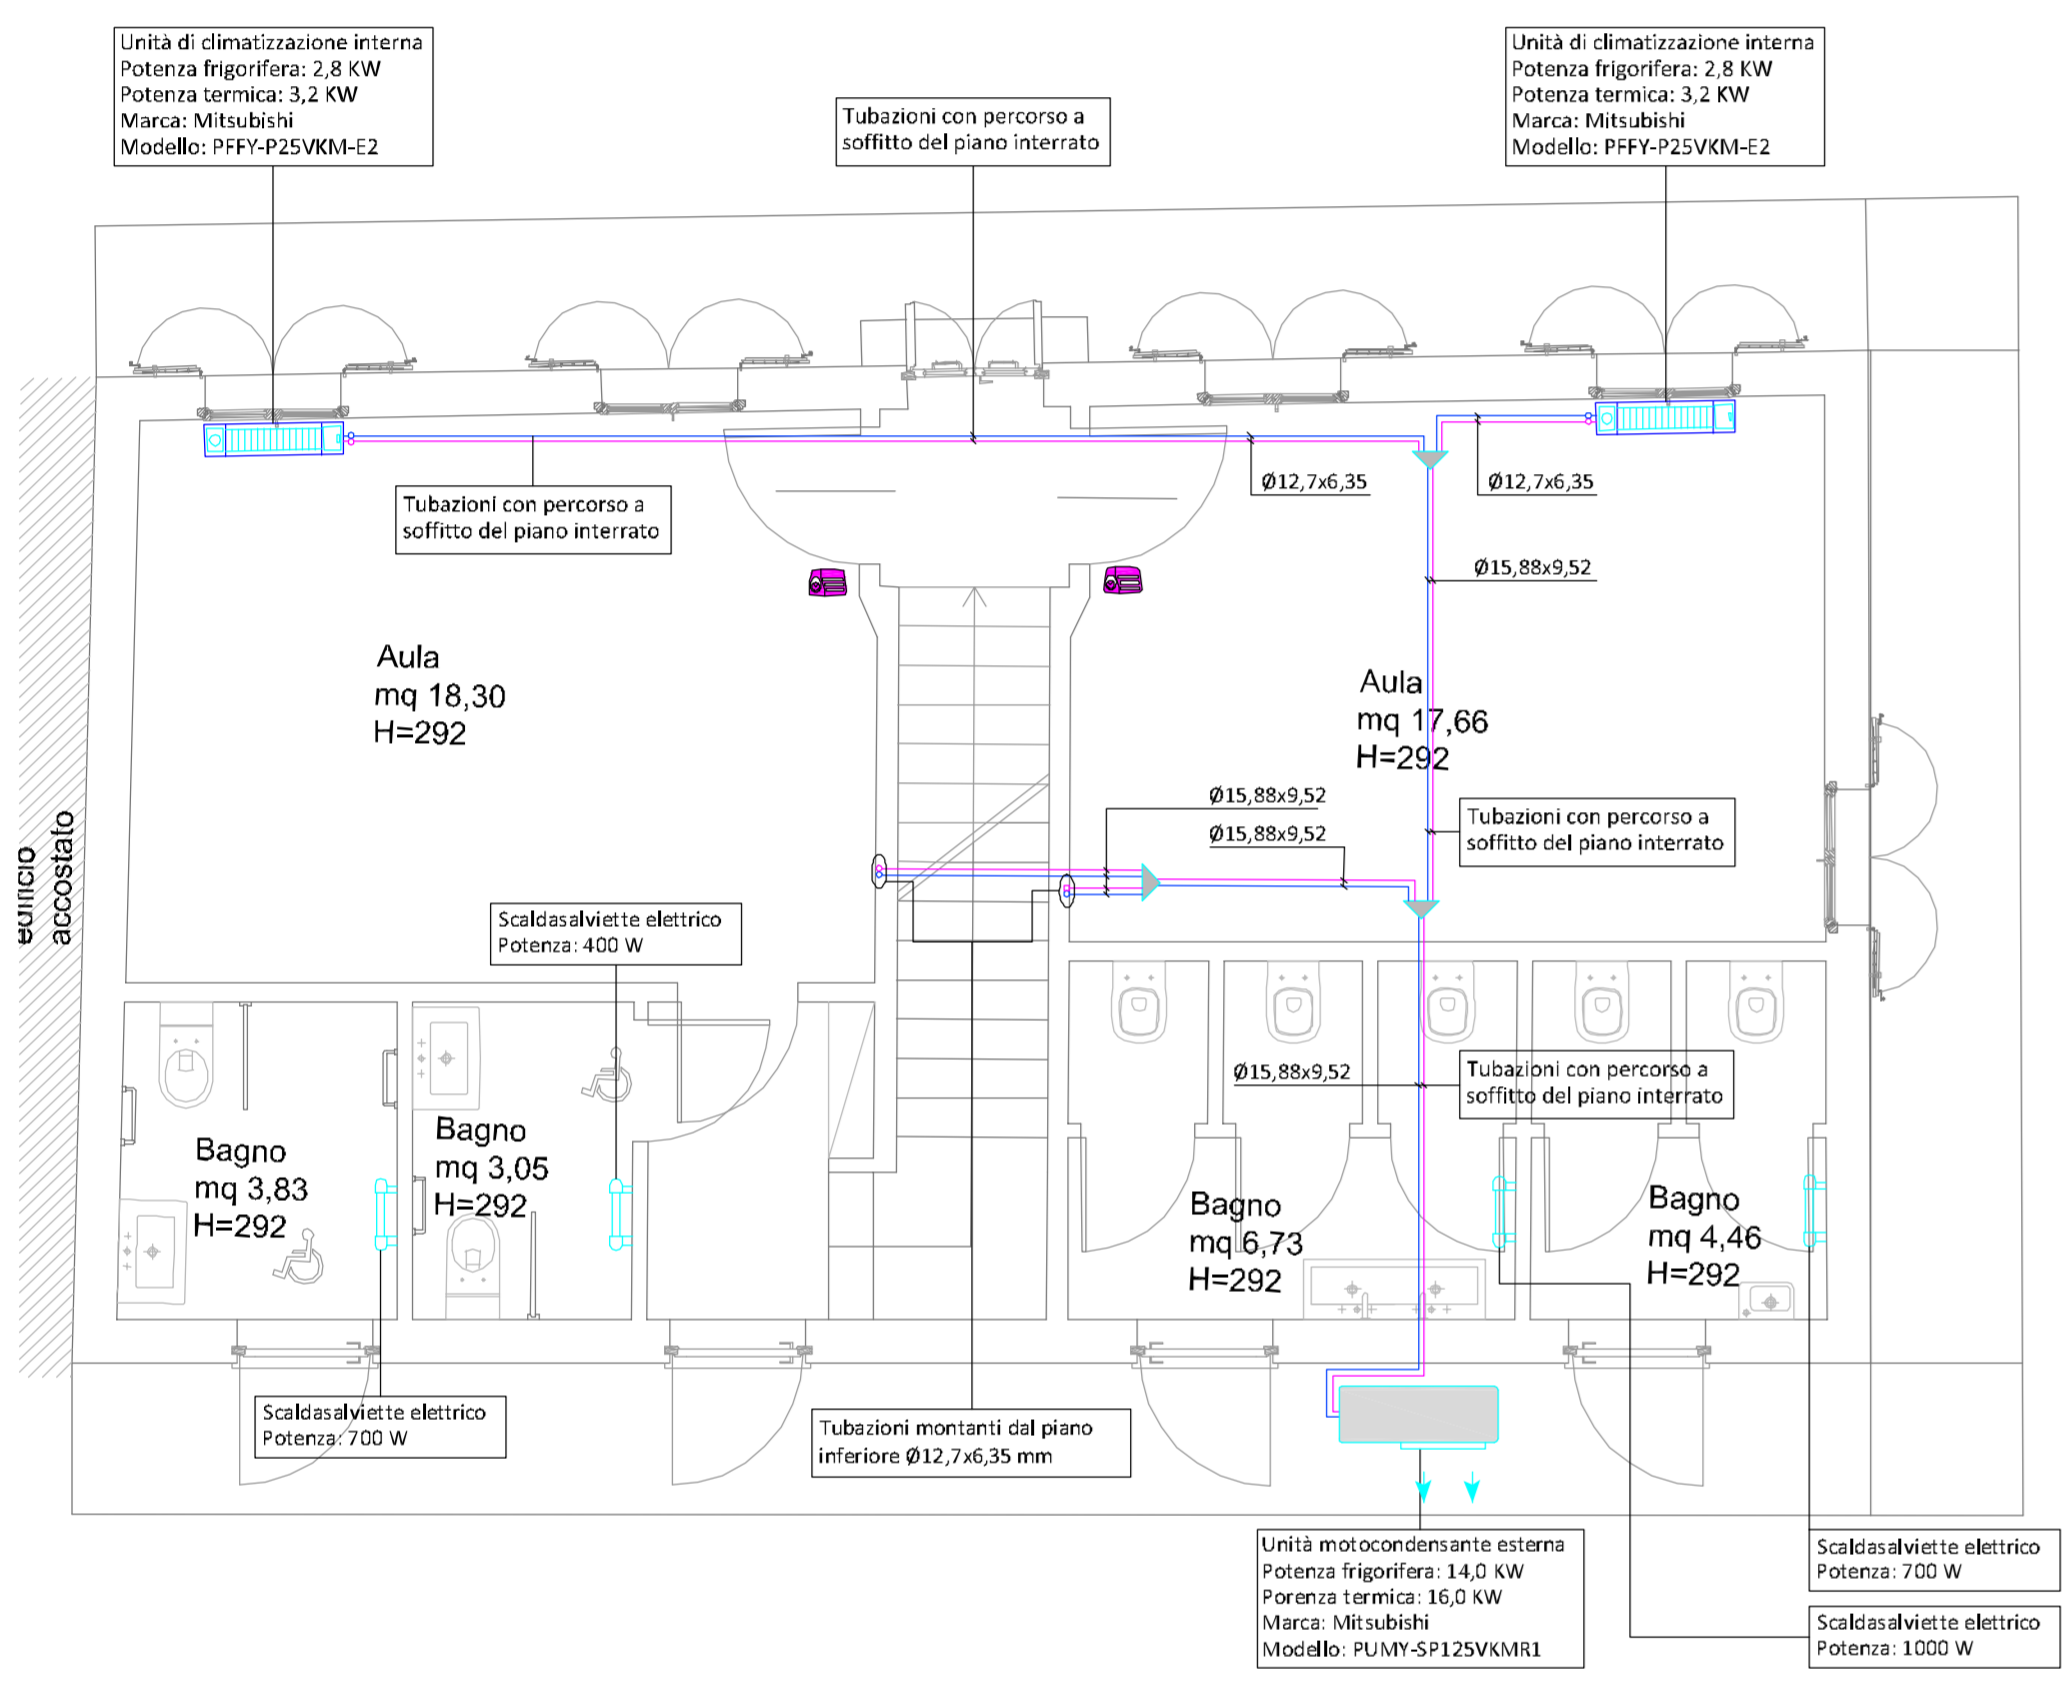 Unità di climatizzazione interna
Potenza frigorifera: 2,8 KW
Potenza termica: 3,2 KW
Marca: Mitsubishi
Modello: PFFY-P25VKM-E2
Tubazioni con percorso a
soffitto del piano interrato
Unità di climatizzazione interna
Potenza frigorifera: 2,8 KW
Potenza termica: 3,2 KW
Marca: Mitsubishi
Modello: PFFY-P25VKM-E2
Tubazioni con percorso a
soffitto del piano interrato
Ø12,7x6,35
Ø12,7x6,35
Ø15,88x9,52
Aula
mq 18,30
H=292
Aula
mq 17,66
H=292
Ø15,88x9,52
Ø15,88x9,52
Tubazioni con percorso a
soffitto del piano interrato
edificio
accostato
Scaldasalviette elettrico
Potenza: 400 W
Ø15,88x9,52
Tubazioni con percorso a
soffitto del piano interrato
Bagno
mq 3,83
H=292
Bagno
mq 3,05
H=292
Bagno
mq 6,73
H=292
Bagno
mq 4,46
H=292
Scaldasalviette elettrico
Potenza: 700 W
Tubazioni montanti dal piano
inferiore Ø12,7x6,35 mm
Unità motocondensante esterna
Potenza frigorifera: 14,0 KW
Porenza termica: 16,0 KW
Marca: Mitsubishi
Modello: PUMY-SP125VKMR1
Scaldasalviette elettrico
Potenza: 700 W
Scaldasalviette elettrico
Potenza: 1000 W